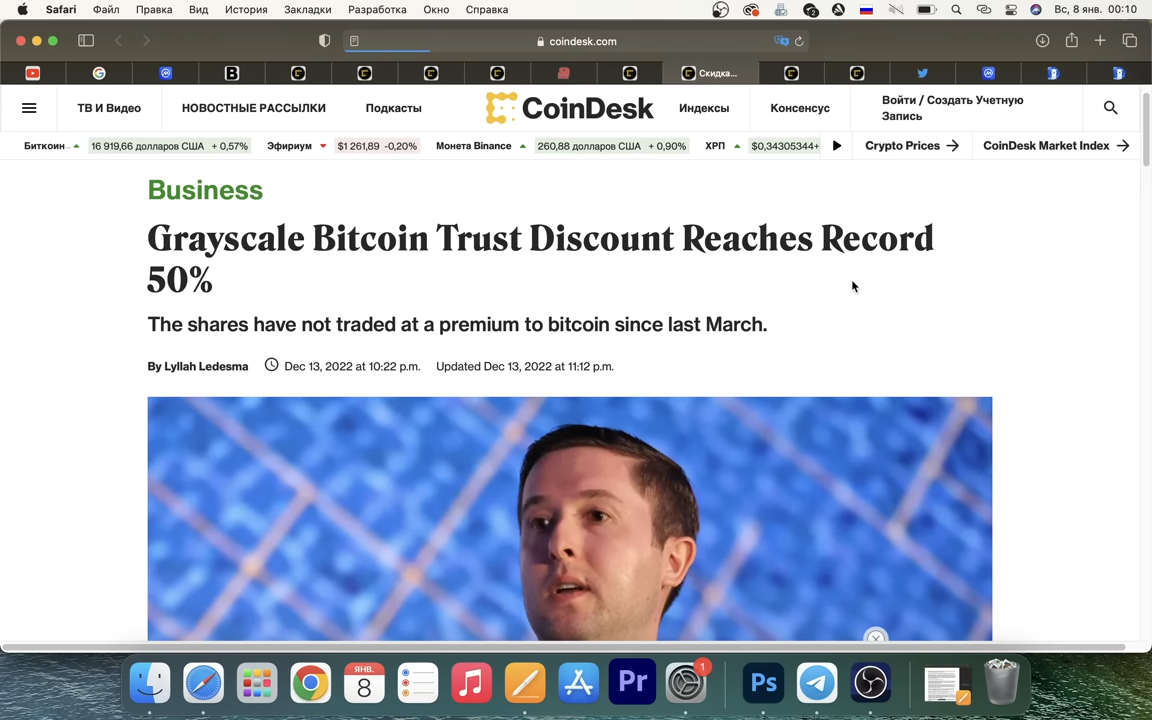 Safari Файл Правка Вид История Закладки Разработка Окно Справка Вс, 8 янв. 00:10
coindesk.com
Скидка...
ТВ И Видео НОВОСТНЫЕ РАССЫЛКИ Подкасты CoinDesk Индексы Консенсус Войти / Создать Учетную
Запись
Биткоин 16 919,66 долларов США + 0,57% Эфириум $1 261,89 -0,20% Монета Binance 260,88 долларов США + 0,90% ХРП $0,34305344+ Crypto Prices → CoinDesk Market Index →
Business
Grayscale Bitcoin Trust Discount Reaches Record
50%
The shares have not traded at a premium to bitcoin since last March.
By Lyllah Ledesma Dec 13, 2022 at 10:22 p.m. Updated Dec 13, 2022 at 11:12 p.m.
ЯНВ.
8
Pr
1
Ps